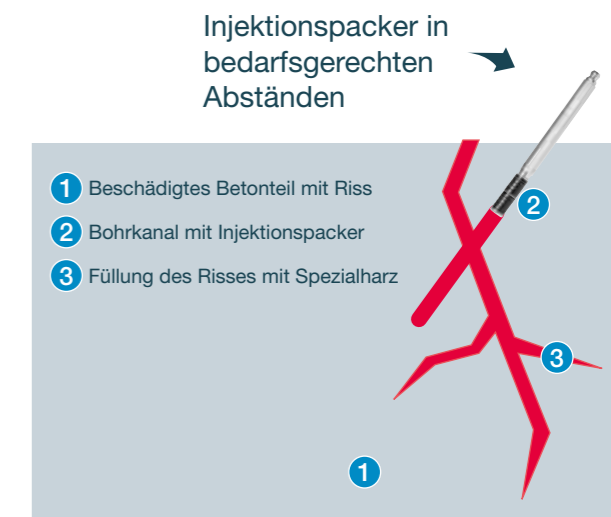 Injektionspacker in
bedarfsgerechten
Abständen
1 Beschädigtes Betonteil mit Riss
2 Bohrkanal mit Injektionspacker
3 Füllung des Risses mit Spezialharz
2
3
1